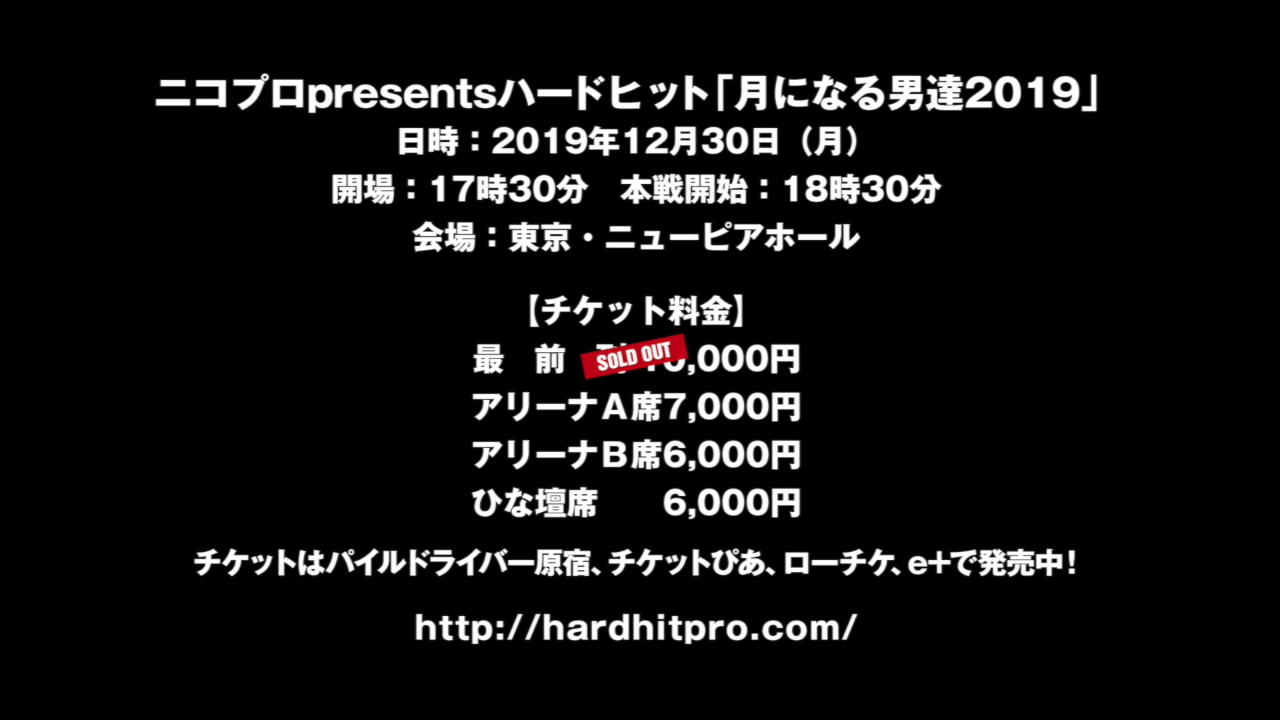 ニコプロpresentsハードヒット「月になる男達2019」
日時：2019年12月30日（月）
開場：17時30分　本戦開始：18時30分
会場：東京・ニューピアホール
【チケット料金】
最　前　列 10,000円
SOLD OUT
アリーナA席7,000円
アリーナB席6,000円
ひな壇席　　6,000円
チケットはパイルドライバー原宿、チケットぴあ、ローチケ、e+で発売中！
http://hardhitpro.com/